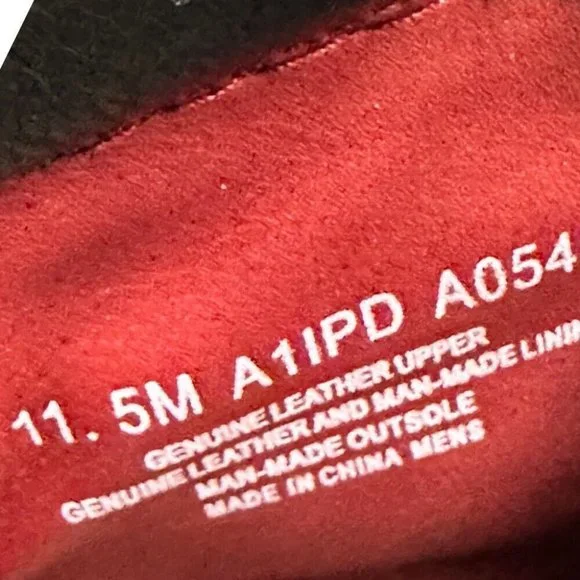 11.5M A1IPD A054
GENUINE LEATHER UPPER
GENUINE LEATHER AND MAN-MADE
MAN-MADE OUTSOLE
MADE IN CHINA MENS